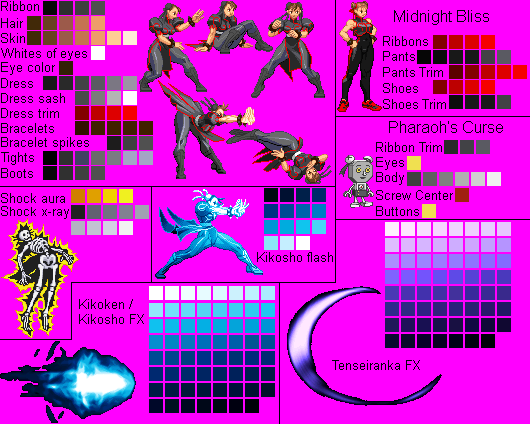 Ribbon
Hair
Skin
Whites of eyes
Eye color
Dress
Dress sash
Dress trim
Bracelets
Bracelet spikes
Tights
Boots
Midnight Bliss
Ribbons
Pants
Pants Trim
Shoes
Shoes Trim
Pharaoh's Curse
Ribbon Trim
Eyes
Body
Screw Center
Buttons
Shock aura
Shock x-ray
Kikosho flash
Kikoken /
Kikosho FX
Tenseiranka FX